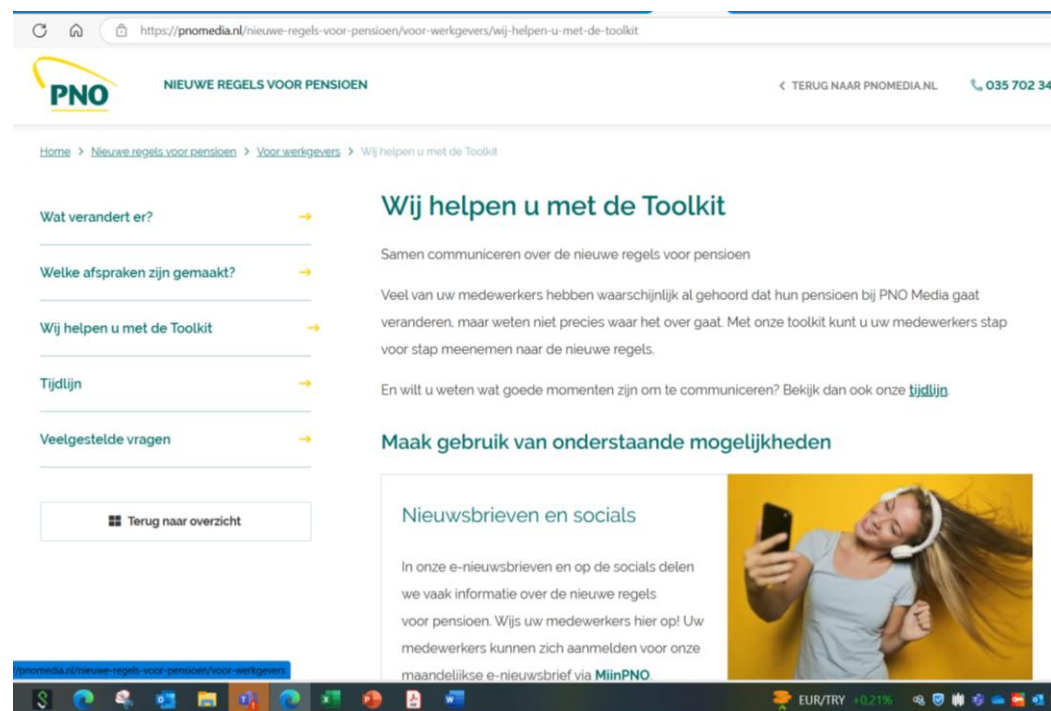 https://pnomedia.nl/nieuwe-regels-voor-pensioen/voor-werkgevers/wij-helpen-u-met-de-toolkit
PNO
NIEUWE REGELS VOOR PENSIOEN
< TERUG NAAR PNOMEDIA.NL
035 702 34
Home > Nieuwe regels voor pensioen > Voor werkgevers > Wij helpen u met de Toolkit
Wat verandert er? →
Welke afspraken zijn gemaakt? →
Wij helpen u met de Toolkit →
Tijdlijn →
Veelgestelde vragen →
Terug naar overzicht
Wij helpen u met de Toolkit
Samen communiceren over de nieuwe regels voor pensioen
Veel van uw medewerkers hebben waarschijnlijk al gehoord dat hun pensioen bij PNO Media gaat
veranderen, maar weten niet precies waar het over gaat. Met onze toolkit kunt u uw medewerkers stap
voor stap meenemen naar de nieuwe regels.
En wilt u weten wat goede momenten zijn om te communiceren? Bekijk dan ook onze tijdlijn.
Maak gebruik van onderstaande mogelijkheden
Nieuwsbrieven en socials
In onze e-nieuwsbrieven en op de socials delen
we vaak informatie over de nieuwe regels
voor pensioen. Wijs uw medewerkers hier op! Uw
medewerkers kunnen zich aanmelden voor onze
maandelijkse e-nieuwsbrief via MijnPNO.
/pnomedia.nl/nieuwe-regels-voor-pensioen/voor-werkgevers
EUR/TRY +0,21%